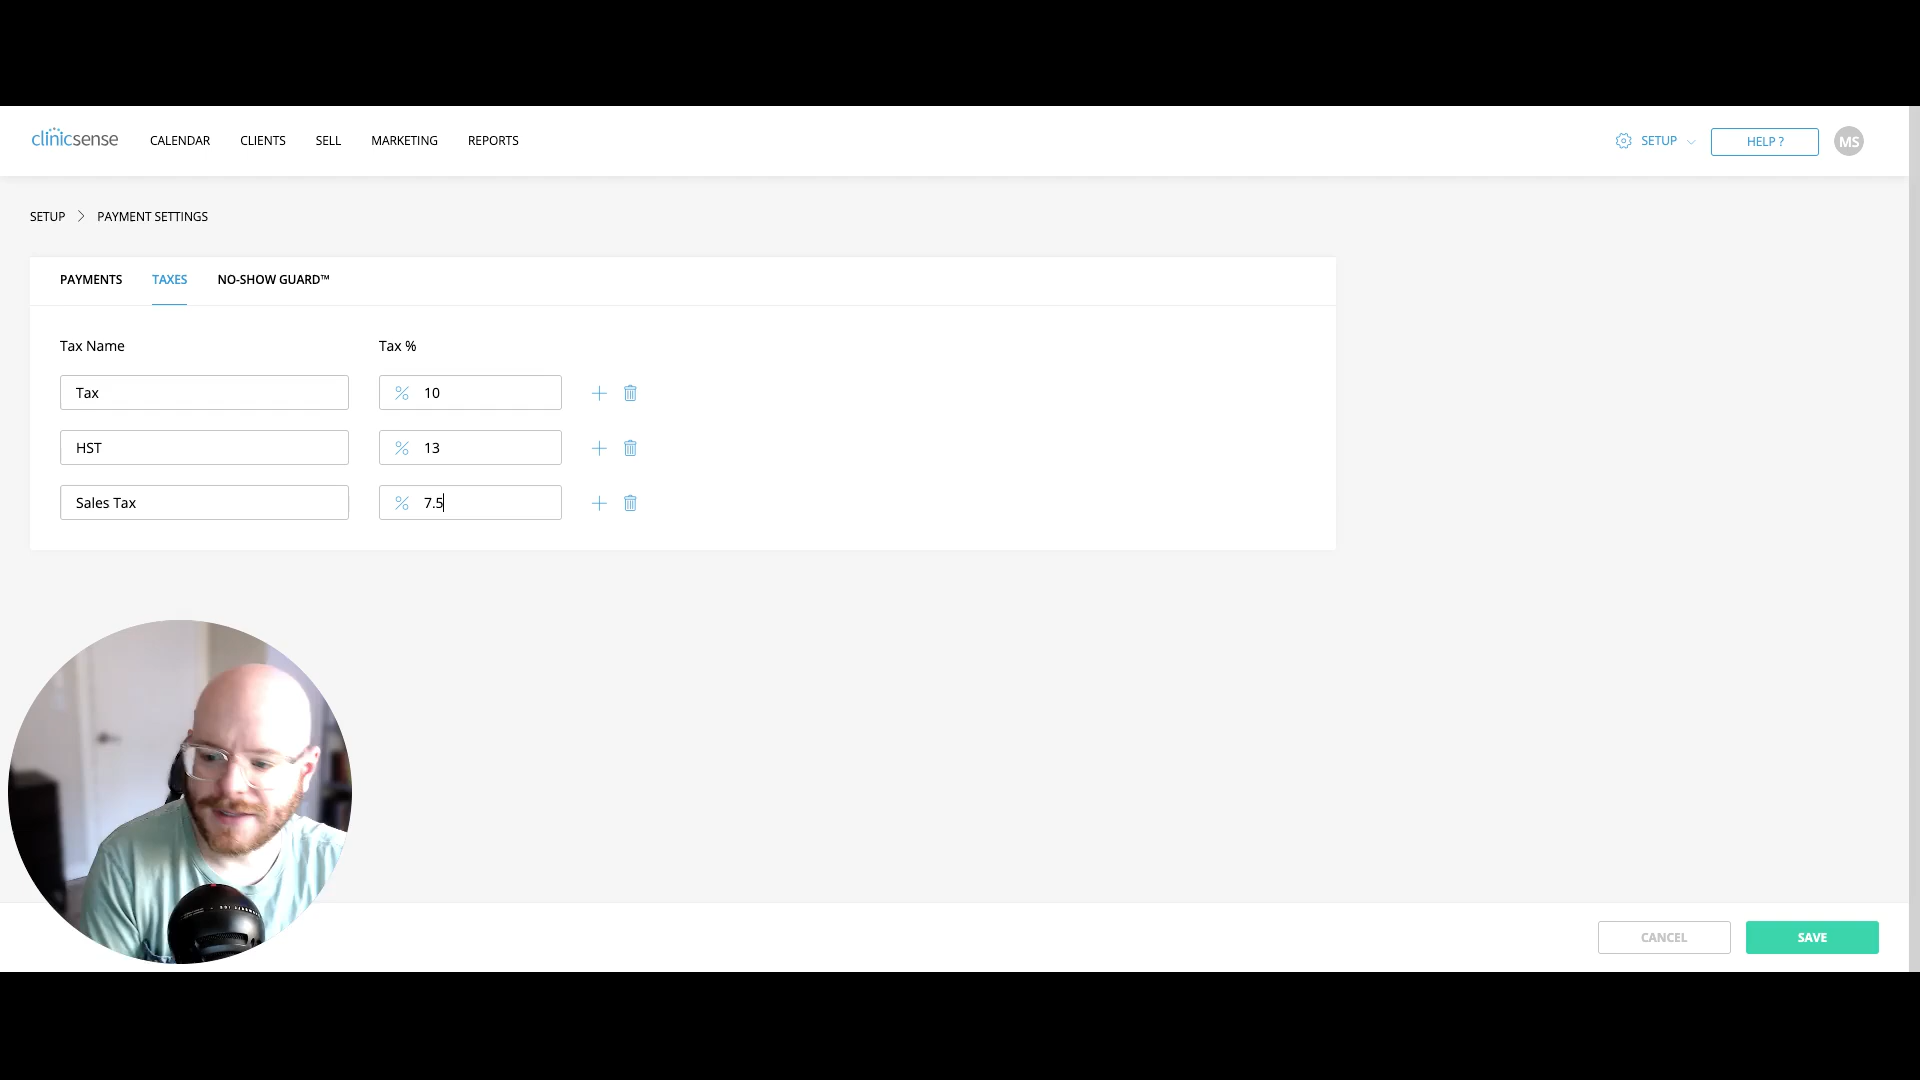 clinicsense CALENDAR CLIENTS SELL MARKETING REPORTS SETUP HELP ? MS
SETUP PAYMENT SETTINGS
PAYMENTS TAXES NO-SHOW GUARD™
Tax Name Tax %
Tax % 10
HST % 13
Sales Tax % 7.5
CANCEL SAVE